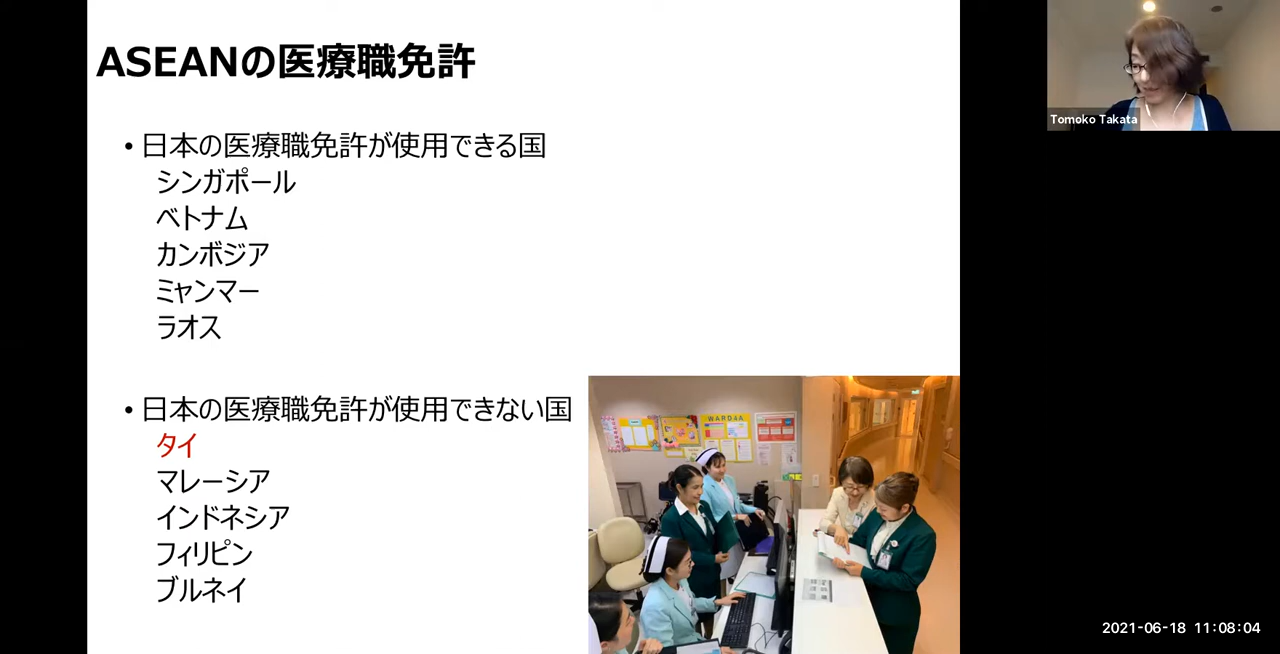 ASEANの医療職免許
• 日本の医療職免許が使用できる国
シンガポール
ベトナム
カンボジア
ミャンマー
ラオス
• 日本の医療職免許が使用できない国
タイ
マレーシア
インドネシア
フィリピン
ブルネイ
WARD4A
Tomoko Takata
2021-06-18 11:08:04